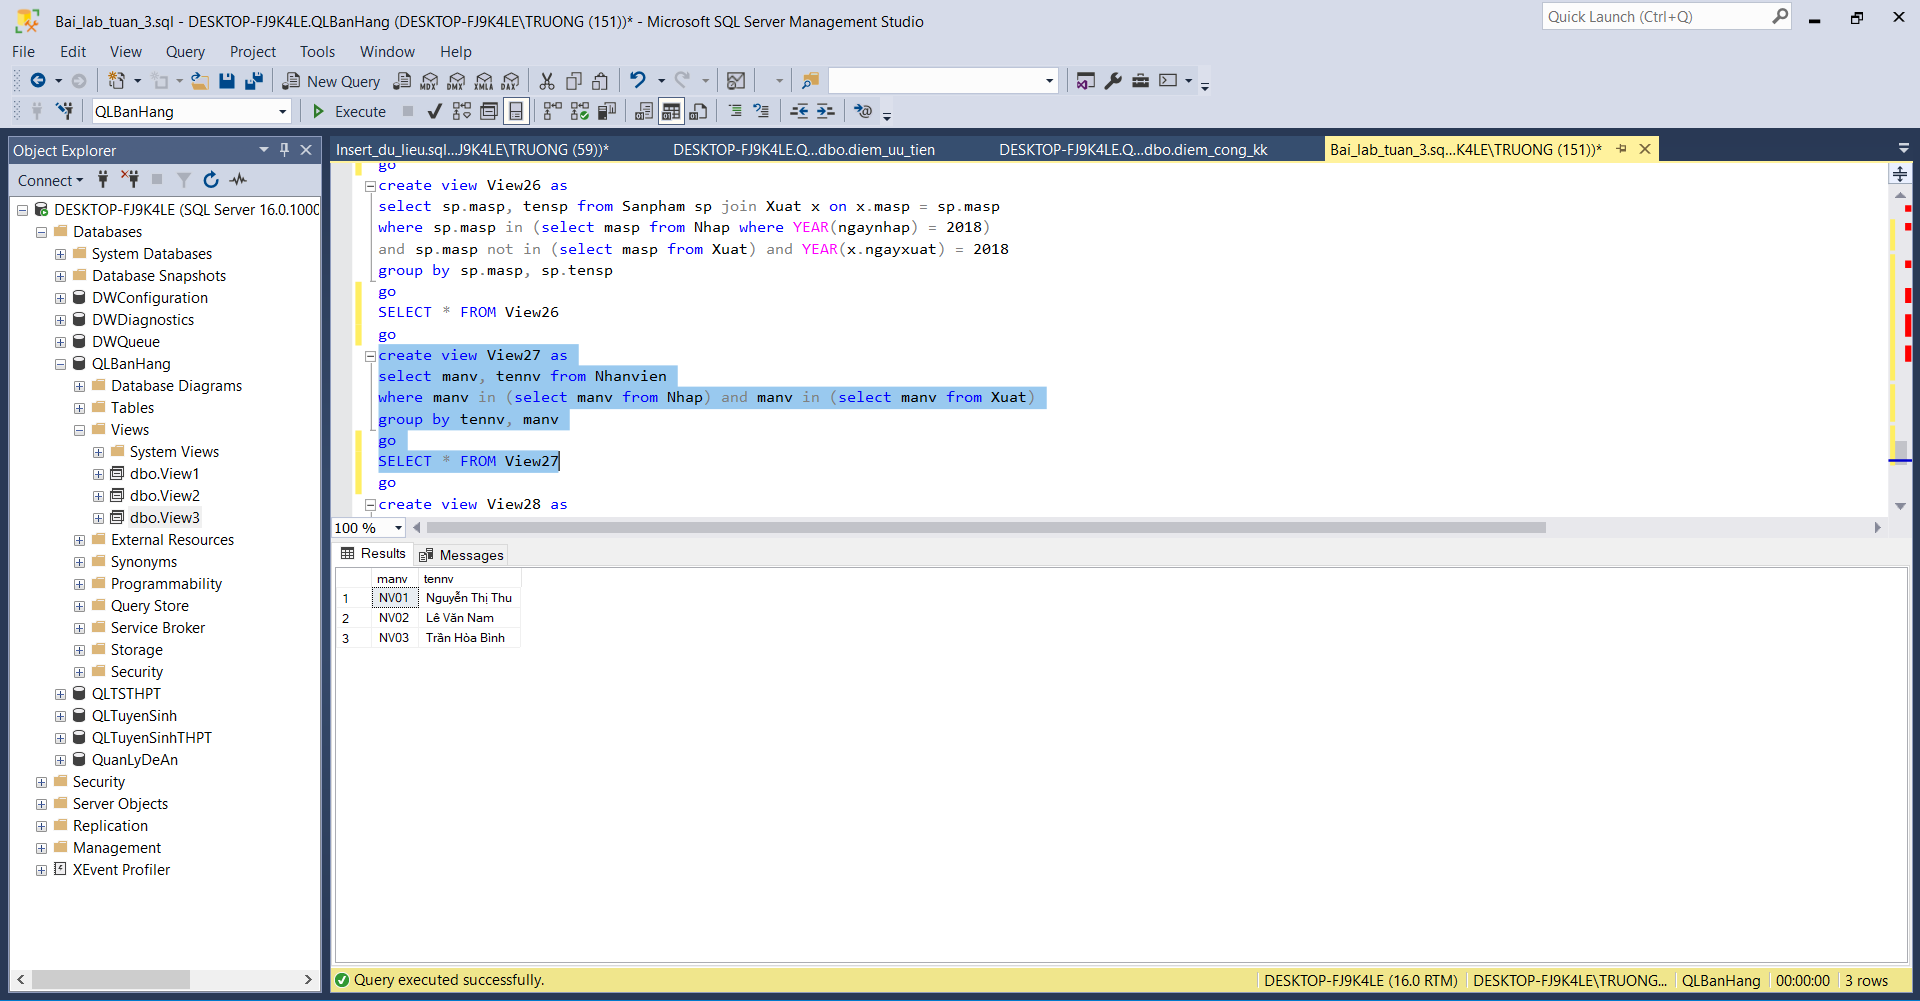 Bai_lab_tuan_3.sql - DESKTOP-FJ9K4LE.QLBanHang (DESKTOP-FJ9K4LE\TRUONG (151))* - Microsoft SQL Server Management Studio
Quick Launch (Ctrl+Q)
File Edit View Query Project Tools Window Help
New Query MDX DMX XMLA DAX
QLBanHang Execute
Object Explorer
Connect
DESKTOP-FJ9K4LE (SQL Server 16.0.1000
Databases
System Databases
Database Snapshots
DWConfiguration
DWDiagnostics
DWQueue
QLBanHang
Database Diagrams
Tables
Views
System Views
dbo.View1
dbo.View2
dbo.View3
External Resources
Synonyms
Programmability
Query Store
Service Broker
Storage
Security
QLTSTHPT
QLTuyenSinh
QLTuyenSinhTHPT
QuanLyDeAn
Security
Server Objects
Replication
Management
XEvent Profiler
Insert_du_lieu.sql...J9K4LE\TRUONG (59))* DESKTOP-FJ9K4LE.Q...dbo.diem_uu_tien DESKTOP-FJ9K4LE.Q...dbo.diem_cong_kk Bai_lab_tuan_3.sq...K4LE\TRUONG (151))*
go
create view View26 as
select sp.masp, tensp from Sanpham sp join Xuat x on x.masp = sp.masp
where sp.masp in (select masp from Nhap where YEAR(ngaynhap) = 2018)
and sp.masp not in (select masp from Xuat) and YEAR(x.ngayxuat) = 2018
group by sp.masp, sp.tensp
go
SELECT * FROM View26
go
create view View27 as
select manv, tennv from Nhanvien
where manv in (select manv from Nhap) and manv in (select manv from Xuat)
group by tennv, manv
go
SELECT * FROM View27
go
create view View28 as
100 %
Results Messages
manv tennv
1 NV01 Nguyễn Thị Thu
2 NV02 Lê Văn Nam
3 NV03 Trần Hòa Bình
Query executed successfully. DESKTOP-FJ9K4LE (16.0 RTM) DESKTOP-FJ9K4LE\TRUONG... QLBanHang 00:00:00 3 rows